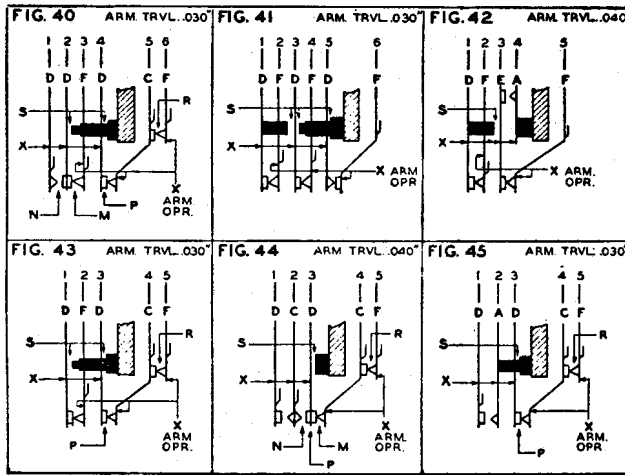 FIG. 40 ARM. TRVL. .030"
1 2 3 4 5 6
D D F D C F
R
S
X
X
ARM
OPR.
N M P
FIG. 41 ARM. TRVL. .030"
1 2 3 4 5 6
D F D F D F
S
X
X
ARM
OPR.
FIG. 42 ARM. TRVL. .040"
1 2 3 4 5
D F E A F
S
X
X
ARM
OPR.
FIG. 43 ARM. TRVL. .030"
1 2 3 4 5
D F D C F
R
S
X
X
ARM.
OPR.
P
FIG. 44 ARM. TRVL. .040"
1 2 3 4 5
D C D C F
R
S
X
X
ARM.
OPR.
N M
P
FIG. 45 ARM. TRVL. .030"
1 2 3 4 5
D A D C F
R
S
X
X
ARM.
OPR.
P